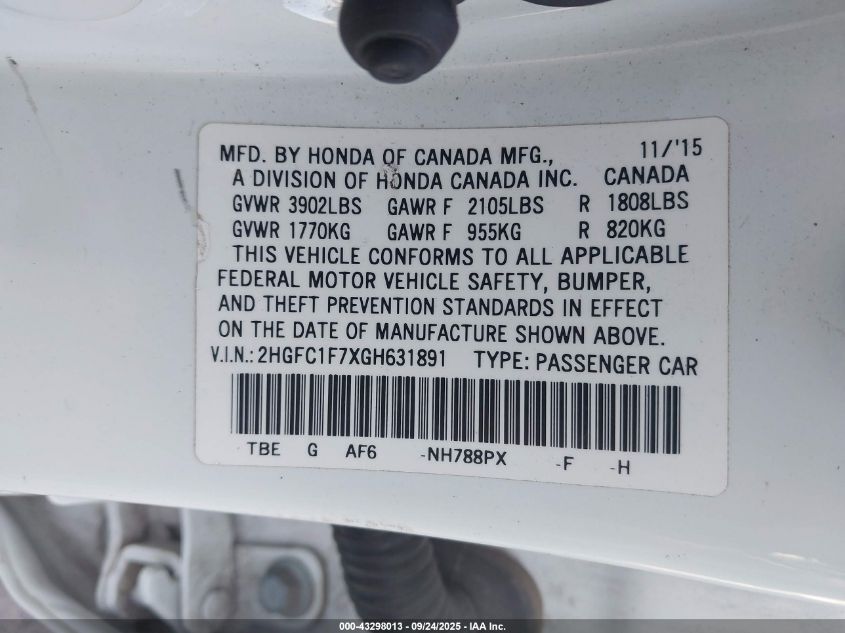 MFD. BY HONDA OF CANADA MFG., 11/'15
A DIVISION OF HONDA CANADA INC. CANADA
GVWR 3902LBS GAWR F 2105LBS R 1808LBS
GVWR 1770KG GAWR F 955KG R 820KG
THIS VEHICLE CONFORMS TO ALL APPLICABLE
FEDERAL MOTOR VEHICLE SAFETY, BUMPER,
AND THEFT PREVENTION STANDARDS IN EFFECT
ON THE DATE OF MANUFACTURE SHOWN ABOVE.
V.I.N.: 2HGFC1F7XGH631891 TYPE: PASSENGER CAR
TBE G AF6 -NH788PX -F -H
000-43298013 - 09/24/2025 - IAA Inc.